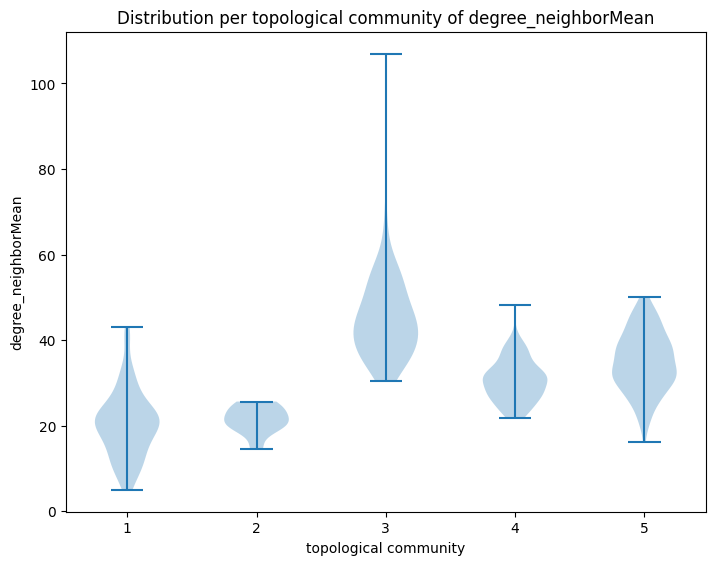 Distribution per topological community of degree_neighborMean
degree_neighborMean
100
80
60
40
20
0
1 2 3 4 5
topological community